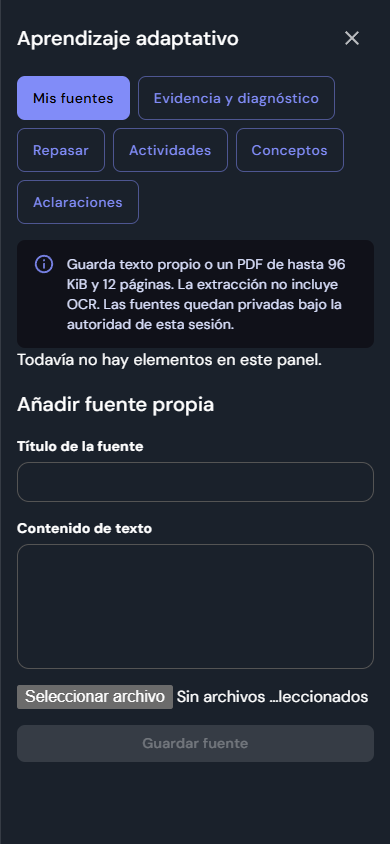 Aprendizaje adaptativo
Mis fuentes
Evidencia y diagnóstico
Repasar
Actividades
Conceptos
Aclaraciones
Guarda texto propio o un PDF de hasta 96
KiB y 12 páginas. La extracción no incluye
OCR. Las fuentes quedan privadas bajo la
autoridad de esta sesión.
Todavía no hay elementos en este panel.
Añadir fuente propia
Título de la fuente
Contenido de texto
Seleccionar archivo Sin archivos ...leccionados
Guardar fuente